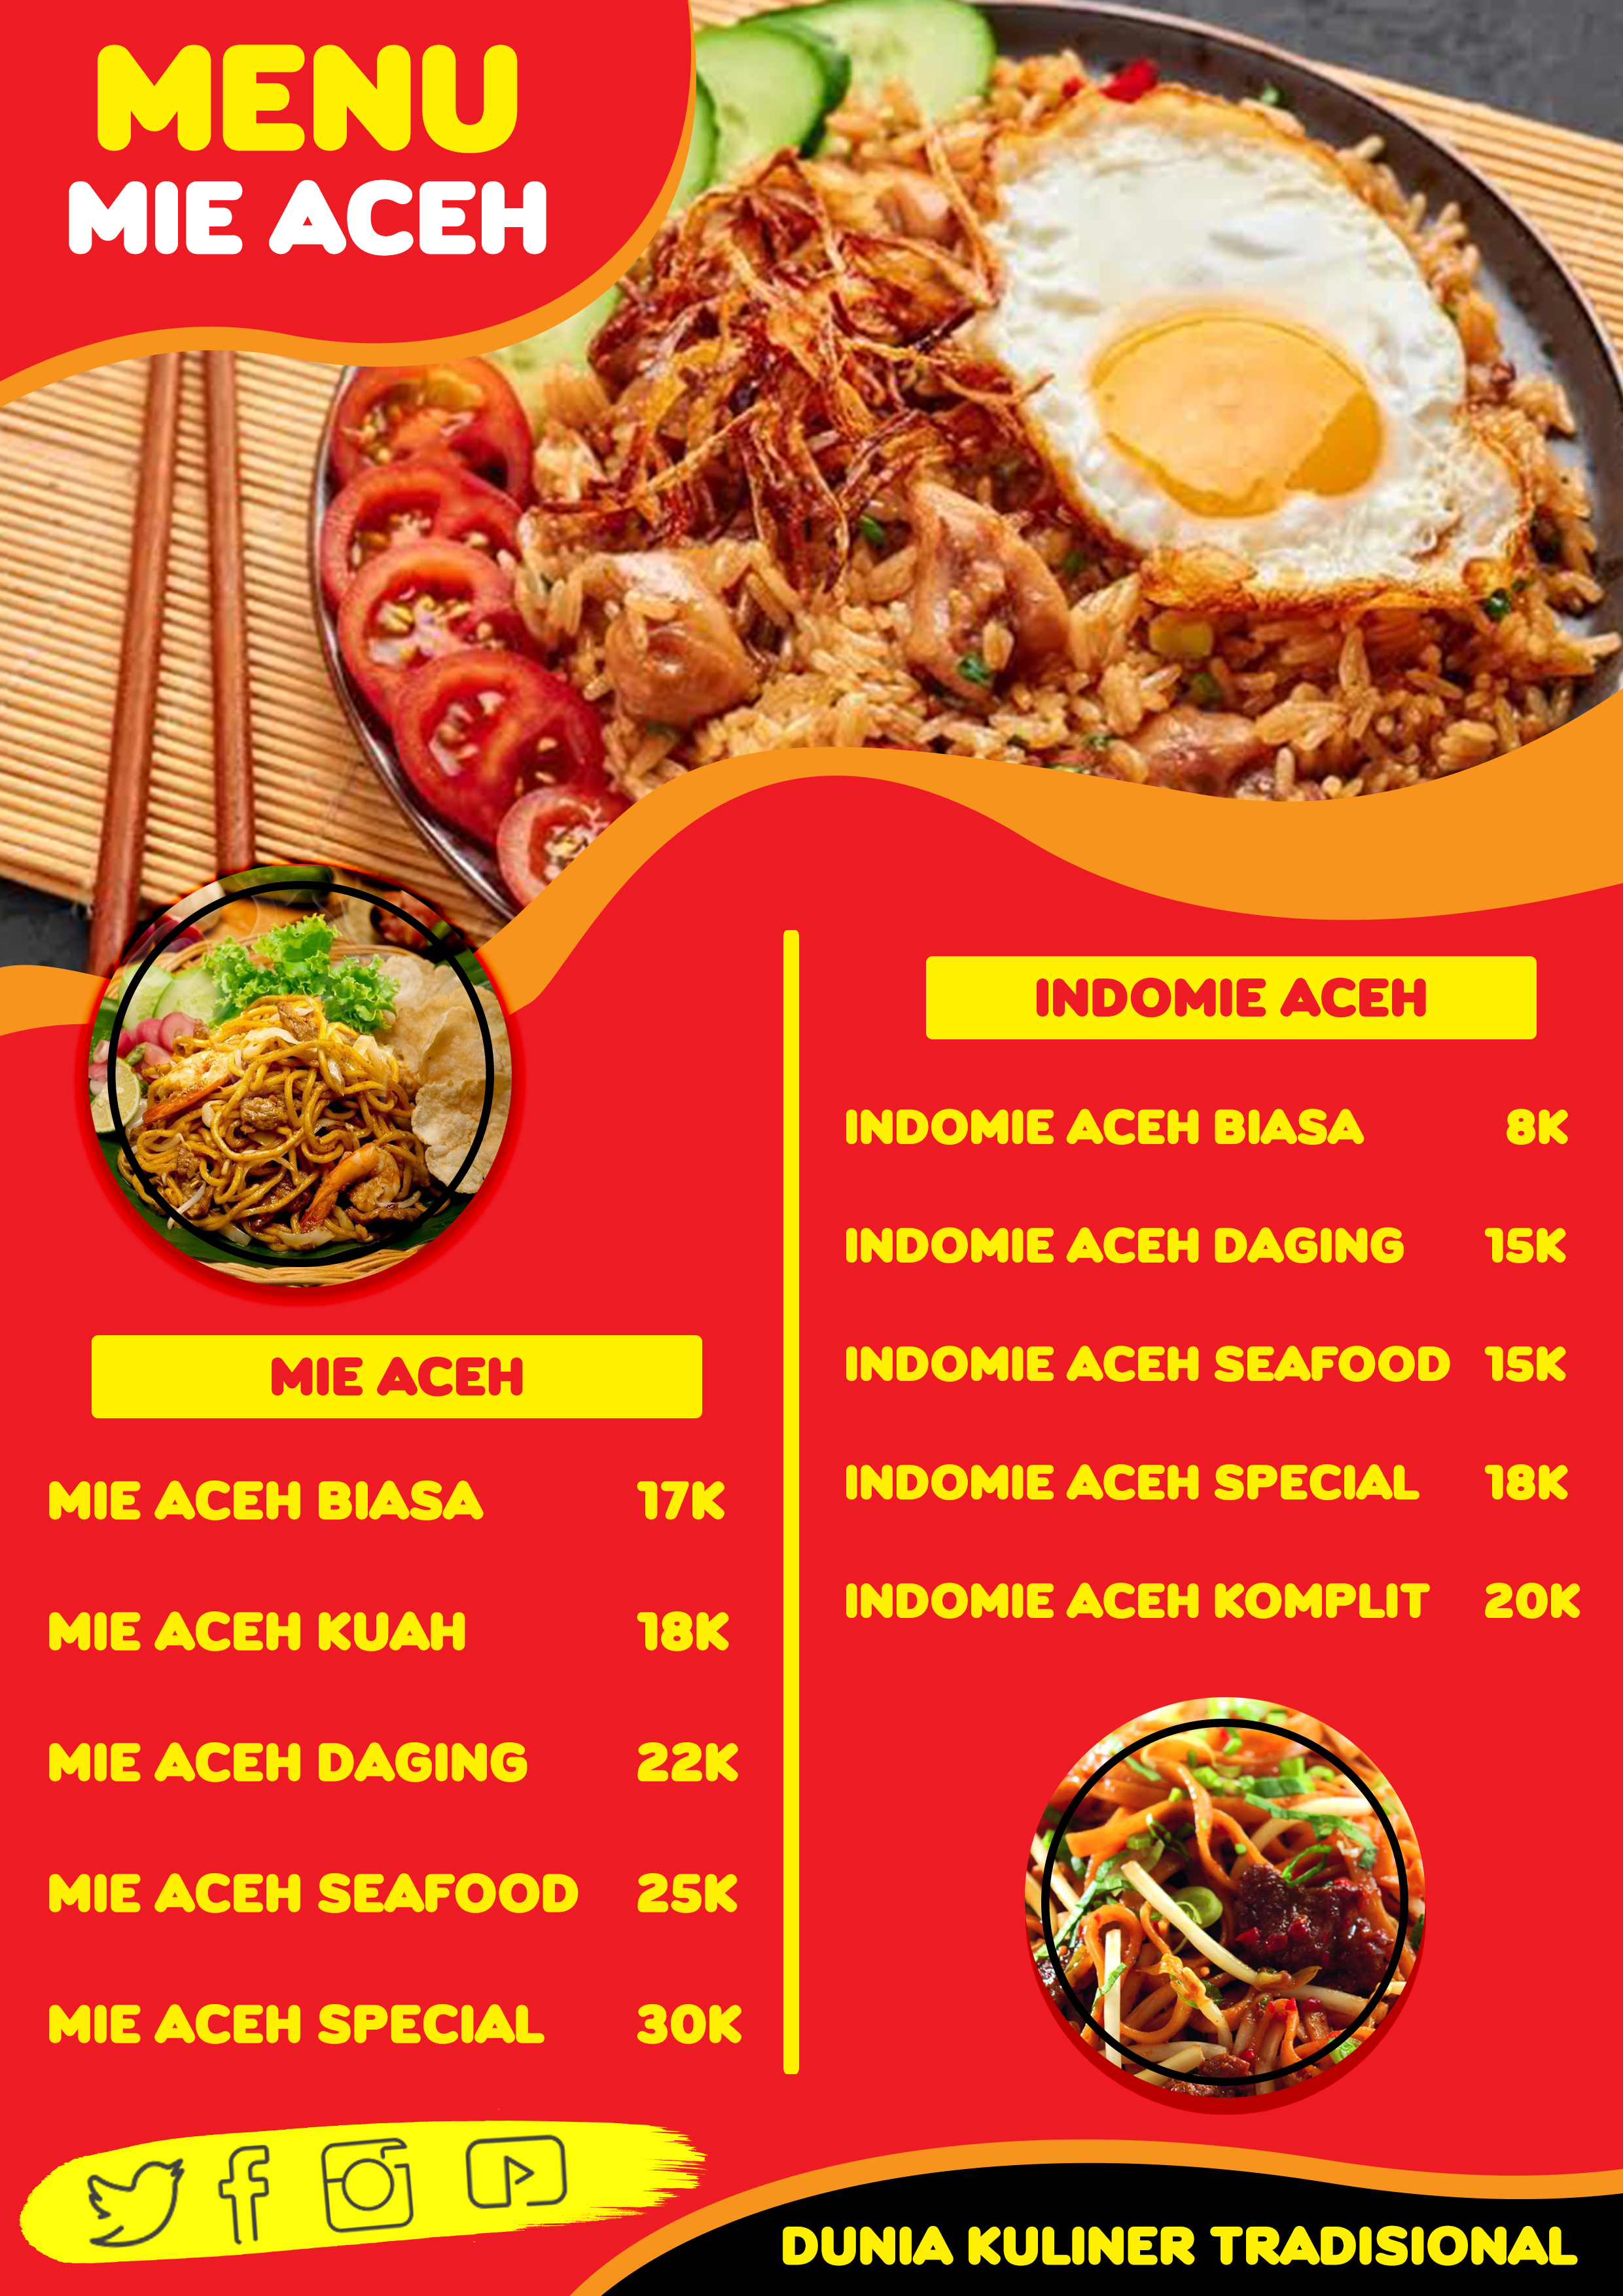 MENU
MIE ACEH
MIE ACEH
MIE ACEH BIASA 17K
MIE ACEH KUAH 18K
MIE ACEH DAGING 22K
MIE ACEH SEAFOOD 25K
MIE ACEH SPECIAL 30K
INDOMIE ACEH
INDOMIE ACEH BIASA 8K
INDOMIE ACEH DAGING 15K
INDOMIE ACEH SEAFOOD 15K
INDOMIE ACEH SPECIAL 18K
INDOMIE ACEH KOMPLIT 20K
DUNIA KULINER TRADISIONAL